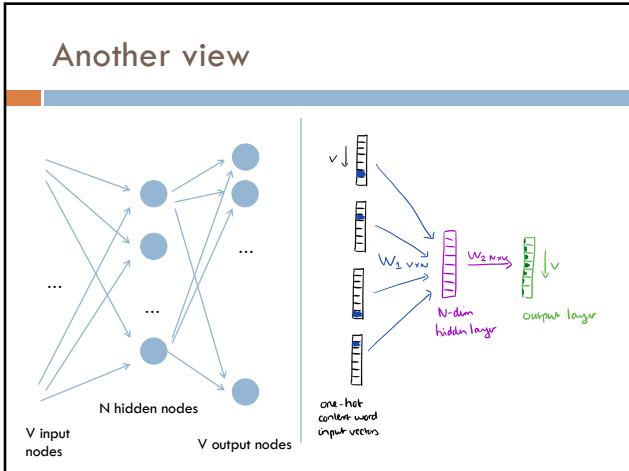 Another view
...
...
...
N hidden nodes
V input
nodes
V output nodes
V
W1 V×N
W2 N×V
V
N-dim
hidden layer
output layer
one-hot
context word
input vectors